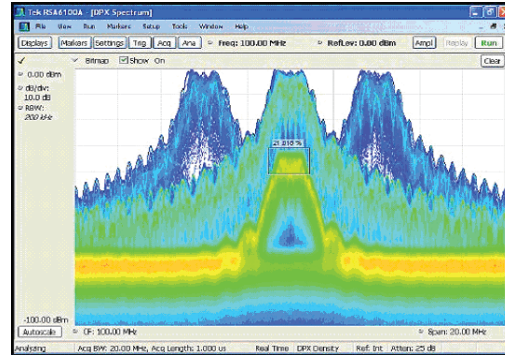 Tek RSA6100A - [DPX Spectrum]
File View Run Markers Setup Tools Window Help
Displays Markers Settings Trig Acq Ana Freq: 100.00 MHz RefLev: 0.00 dBm Ampl Replay Run
Bitmap Show On Clear
0.00 dBm
dB/div:
10.0 dB
RBW:
200 kHz
-100.00 dBm
Autoscale CF: 100.00 MHz Span: 20.00 MHz
Analyzing Acq BW: 20.00 MHz, Acq Length: 1.000 us Real Time DPX Density Ref: Int Atten: 25 dB